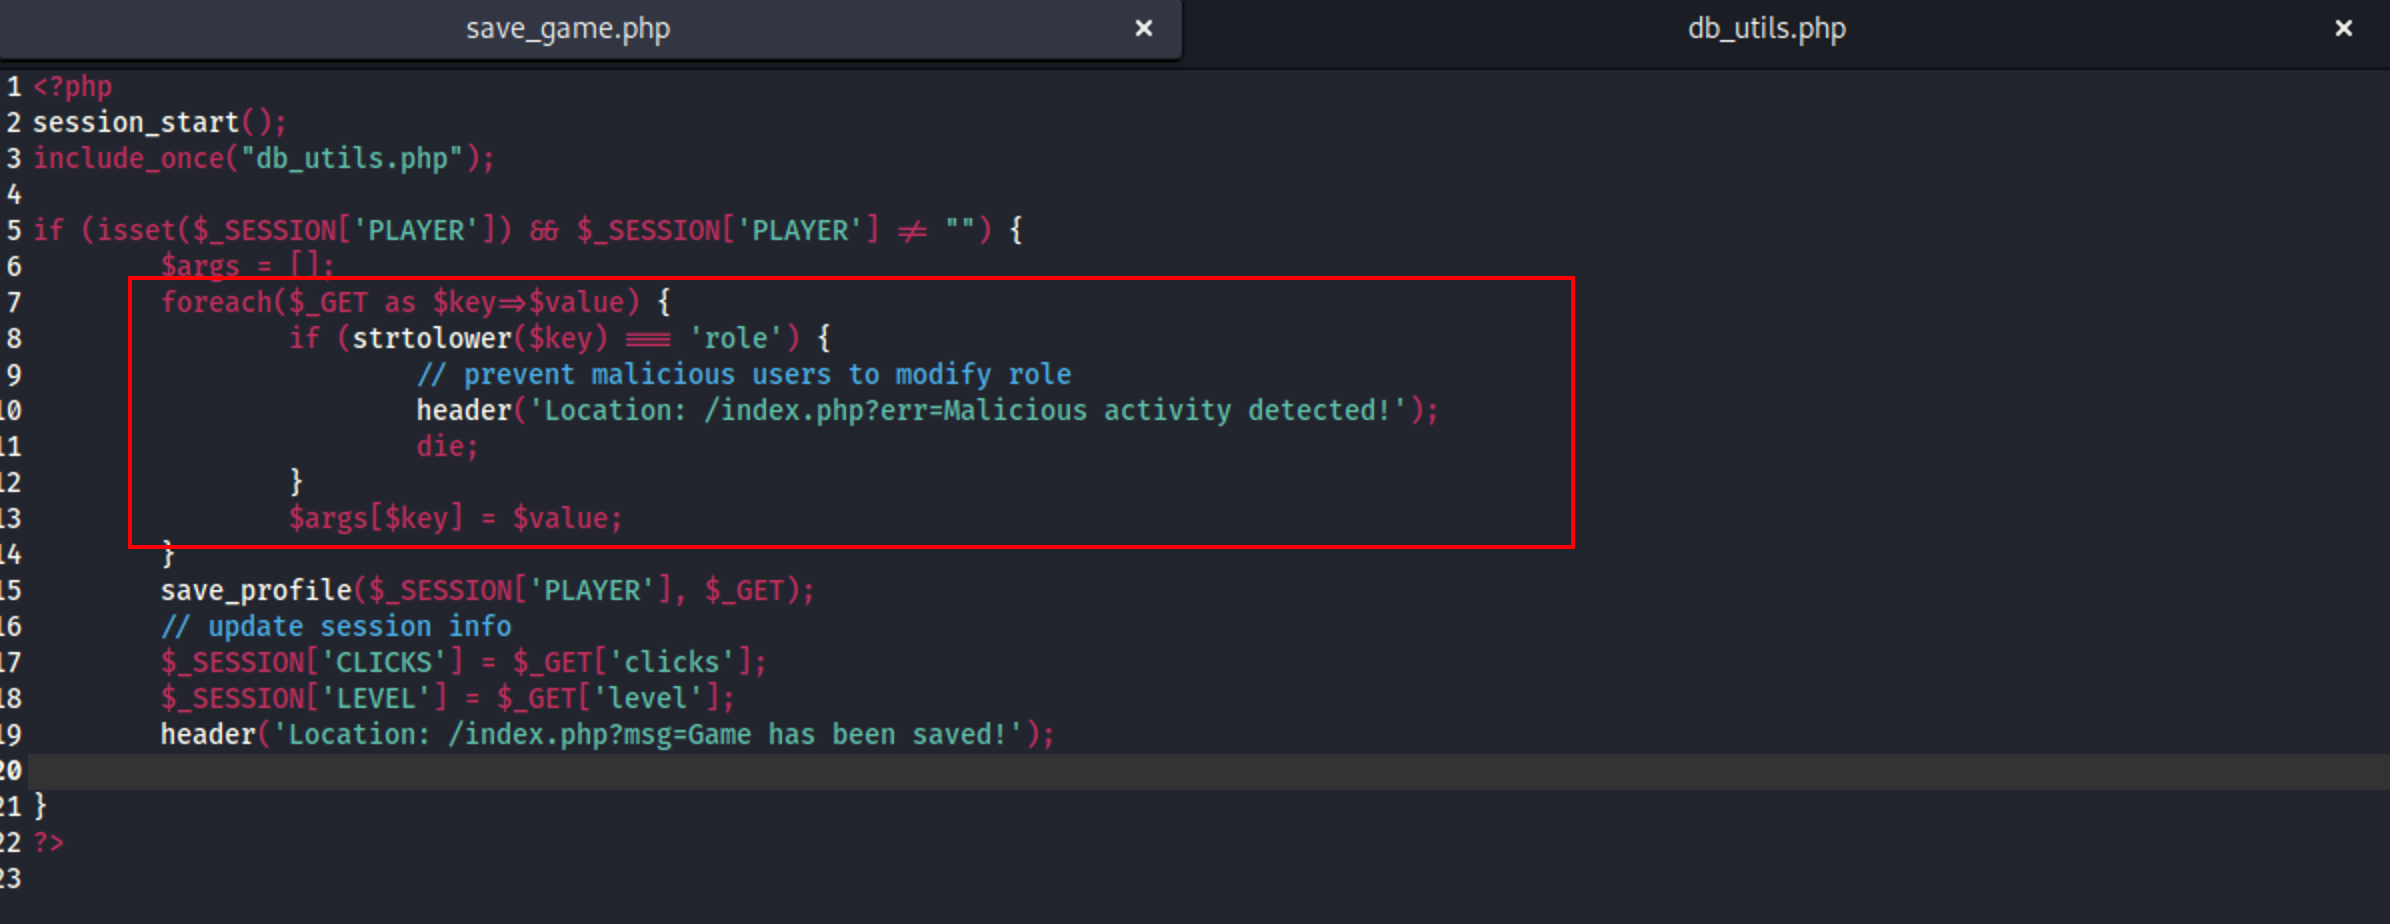 save_game.php × db_utils.php ×
1 <?php
2 session_start();
3 include_once("db_utils.php");
4
5 if (isset($_SESSION['PLAYER']) && $_SESSION['PLAYER'] != "") {
6 $args = [];
7 foreach($_GET as $key=>$value) {
8 if (strtolower($key) === 'role') {
9 // prevent malicious users to modify role
10 header('Location: /index.php?err=Malicious activity detected!');
11 die;
12 }
13 $args[$key] = $value;
14 }
15 save_profile($_SESSION['PLAYER'], $_GET);
16 // update session info
17 $_SESSION['CLICKS'] = $_GET['clicks'];
18 $_SESSION['LEVEL'] = $_GET['level'];
19 header('Location: /index.php?msg=Game has been saved!');
20
21 }
22 ?>
23